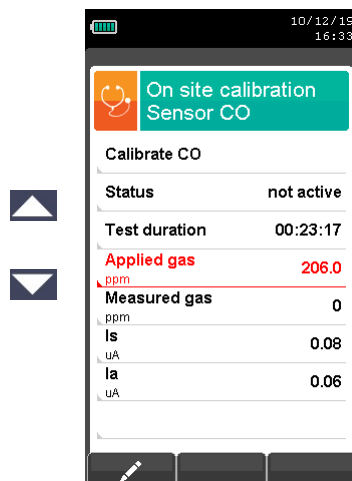 10/12/19
16:33
On site calibration
Sensor CO
Calibrate CO
Status not active
Test duration 00:23:17
Applied gas 206.0
ppm
Measured gas 0
ppm
Is 0.08
uA
Ia 0.06
uA